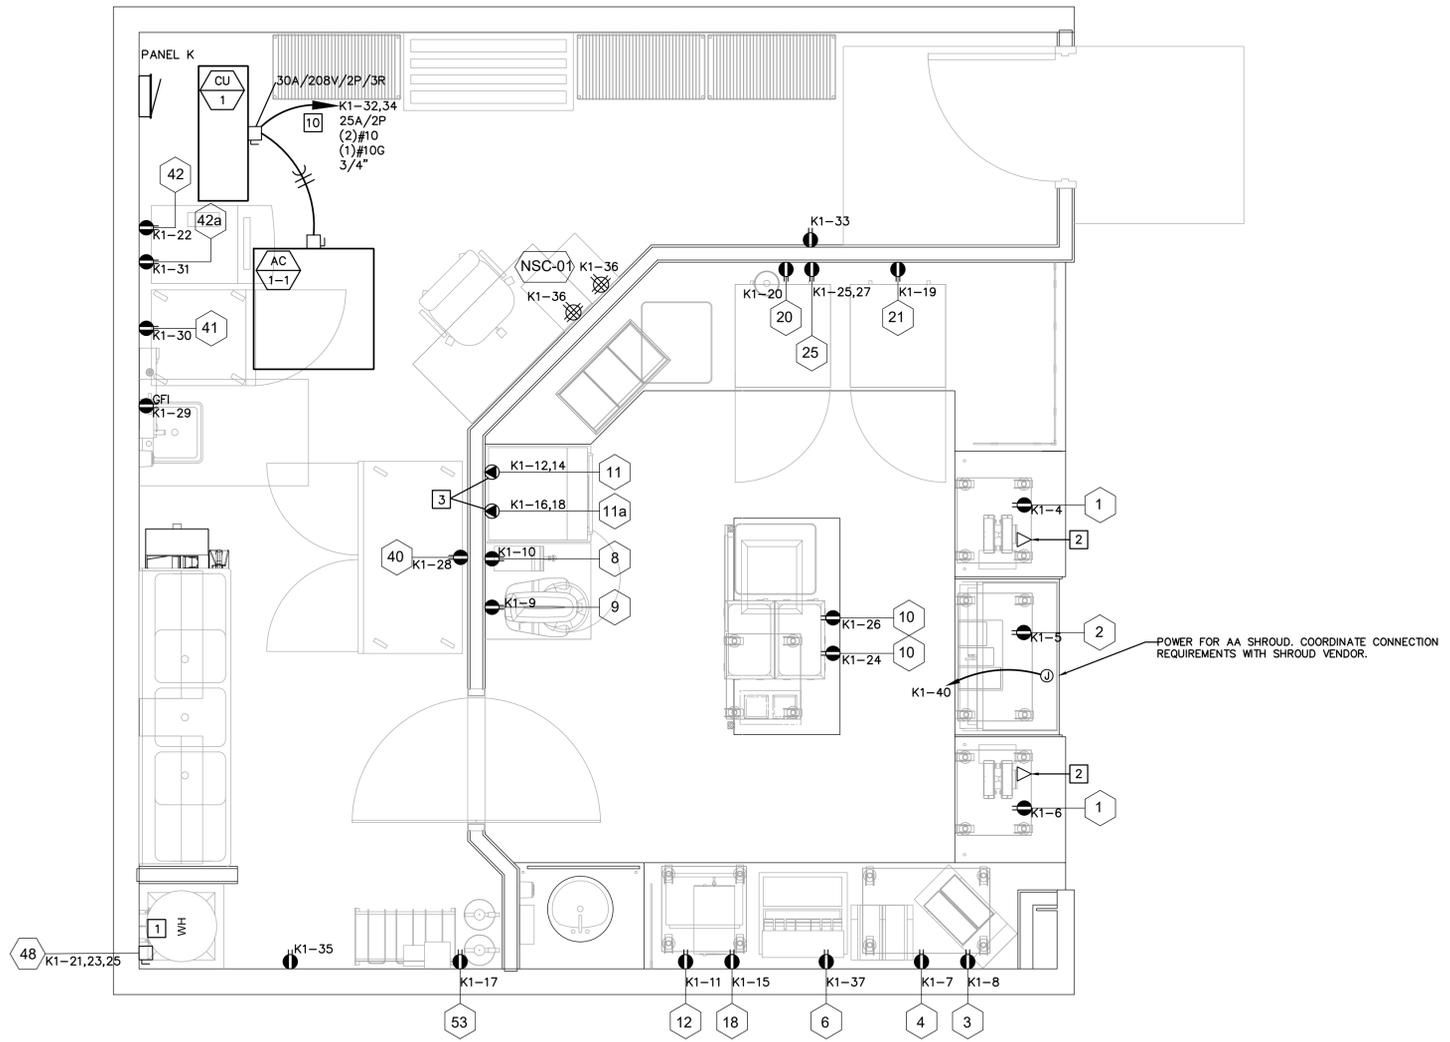 PANEL K
CU
1
30A/208V/2P/3R
K1-32,34
25A/2P
(2)#10
(1)#10G
3/4"
10
42
K1-22
42a
K1-31
AC
1-1
K1-30
41
GFI
K1-29
NSC-01
K1-36
K1-36
K1-33
K1-20
K1-25,27
K1-19
20
25
21
K1-12,14
11
3
K1-16,18
11a
40
K1-28
K1-10
8
K1-9
9
K1-26
10
K1-24
10
K1-4
1
2
K1-5
2
POWER FOR AA SHROUD. COORDINATE CONNECTION
REQUIREMENTS WITH SHROUD VENDOR.
J
K1-40
2
K1-6
1
1
WH
48
K1-21,23,25
K1-35
K1-17
53
K1-11
12
K1-15
18
K1-37
6
K1-7
4
K1-8
3